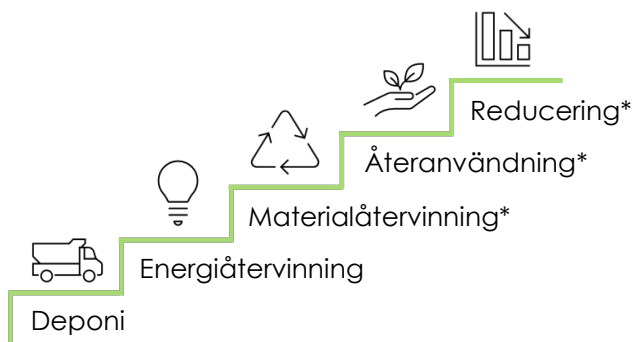 Reducering*
Återanvändning*
Materialåtervinning*
Energiåtervinning
Deponi